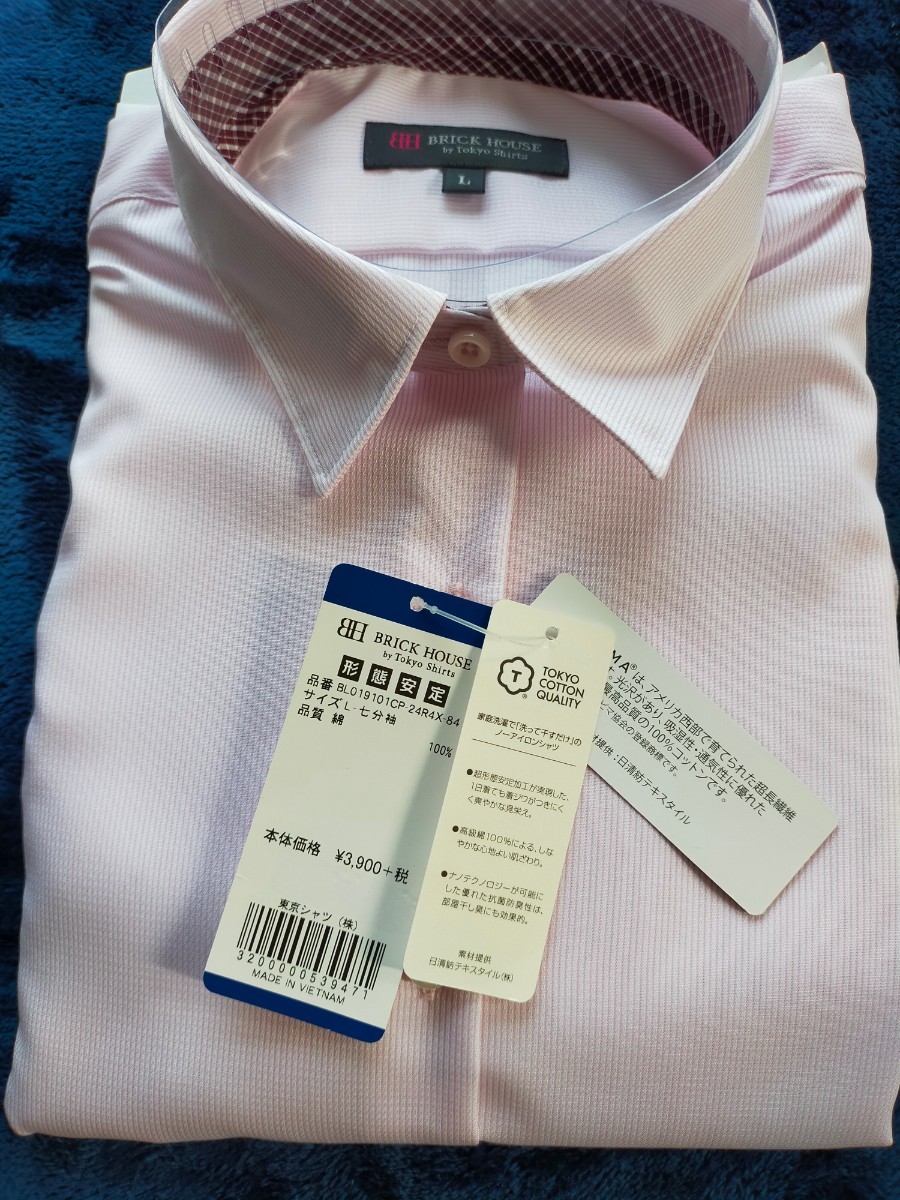 BH BRICK HOUSE
by Tokyo Shirts
L
BH BRICK HOUSE
by Tokyo Shirts
形態安定
品番 BL019101CP-24R4X-84
サイズ L-七分袖
品質 綿
100%
本体価格 ¥3,900+税
東京シャツ(株)
3200000539471
MADE IN VIETNAM
T
TOKYO
COTTON
QUALITY
家庭洗濯で「洗って干すだけ」の
ノーアイロンシャツ
●超形態安定加工が実現した、
1日着ても着ジワがつきにく
く爽やかな見栄え。
●高級綿100%による、しな
やかな心地よい肌ざわり。
●ナノテクノロジーが可能に
した優れた抗菌防臭性は、
部屋干し臭にも効果的。
素材提供
日清紡テキスタイル(株)
MA®は、アメリカ西部で育てられた超長繊維
。光沢があり、吸湿性・通気性に優れた
最高品質の100%コットンです。
ピマ協会の登録商標です。
材提供:日清紡テキスタイル